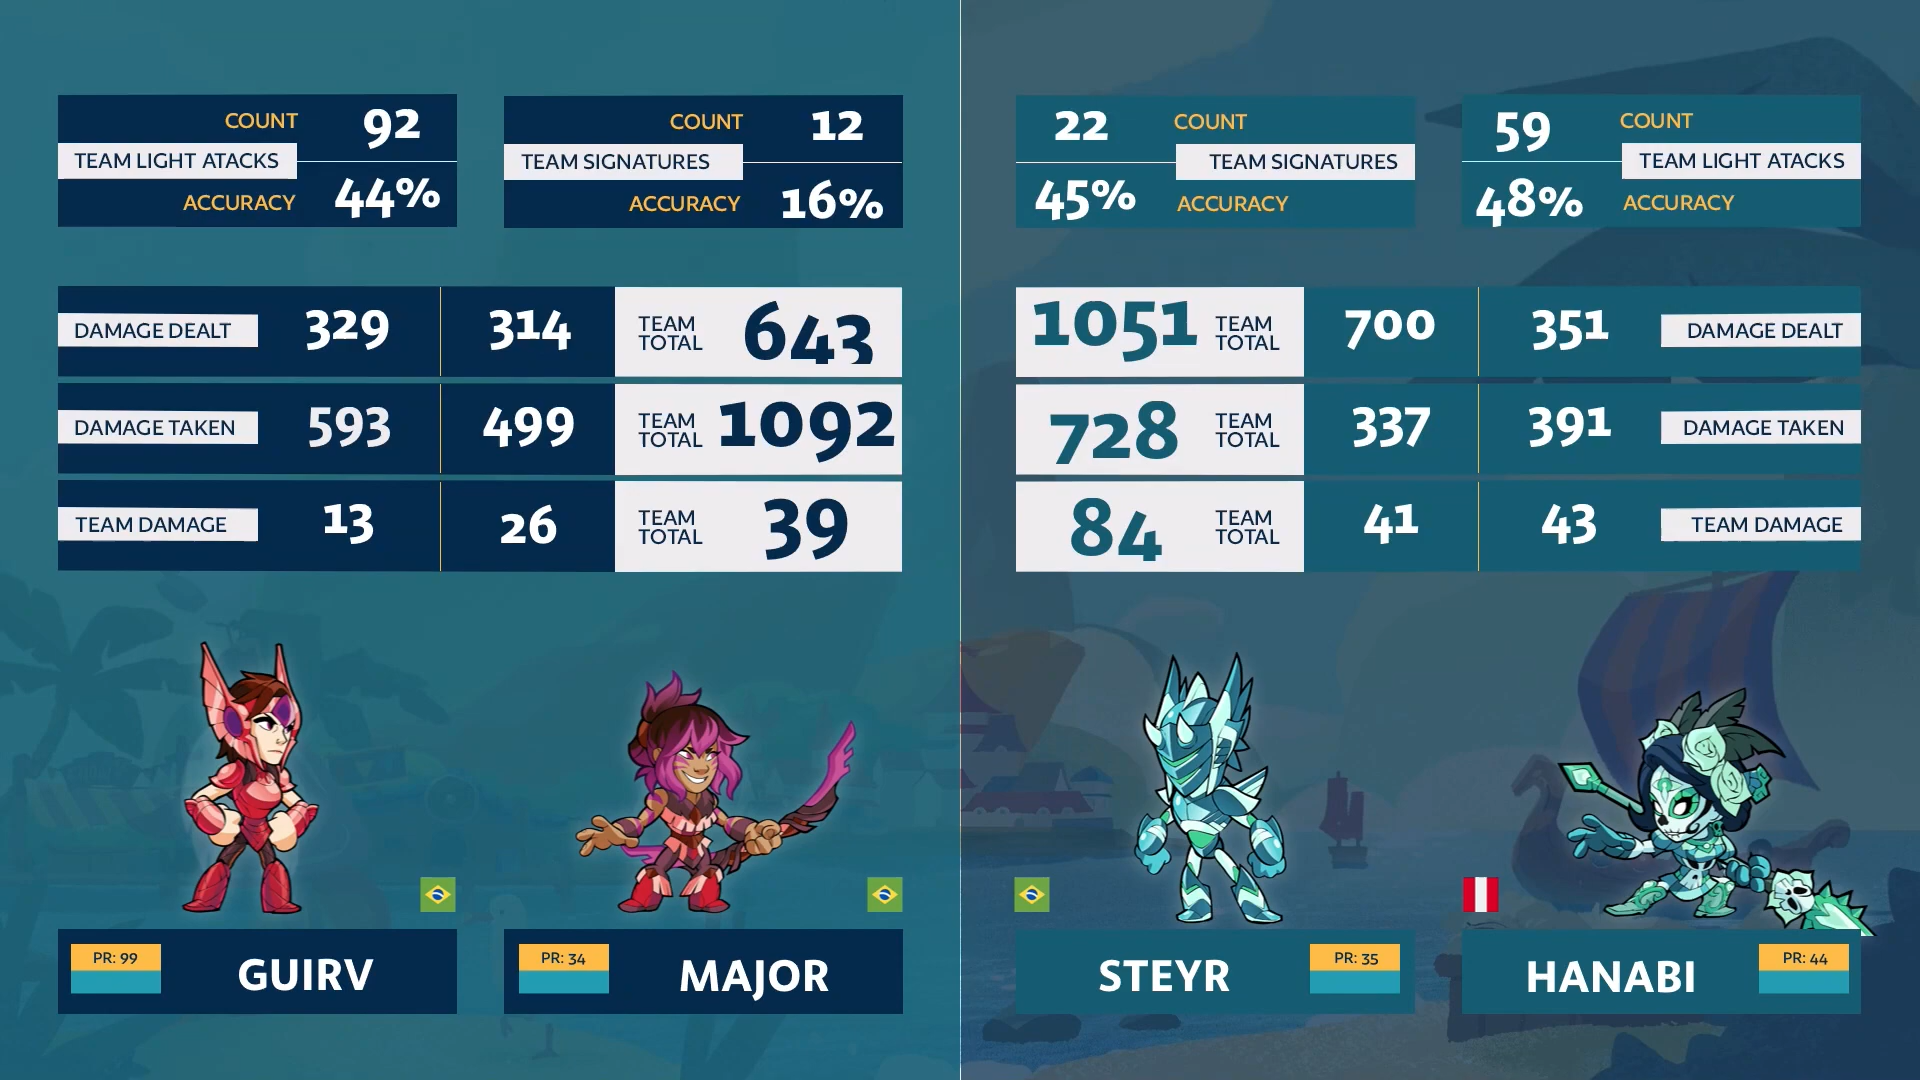 COUNT 92
TEAM LIGHT ATACKS
ACCURACY 44%
COUNT 12
TEAM SIGNATURES
ACCURACY 16%
22 COUNT
TEAM SIGNATURES
45% ACCURACY
59 COUNT
TEAM LIGHT ATACKS
48% ACCURACY
DAMAGE DEALT 329 314 TEAM TOTAL 643
DAMAGE TAKEN 593 499 TEAM TOTAL 1092
TEAM DAMAGE 13 26 TEAM TOTAL 39
1051 TEAM TOTAL 700 351 DAMAGE DEALT
728 TEAM TOTAL 337 391 DAMAGE TAKEN
84 TEAM TOTAL 41 43 TEAM DAMAGE
PR: 99 GUIRV
PR: 34 MAJOR
STEYR PR: 35
HANABI PR: 44